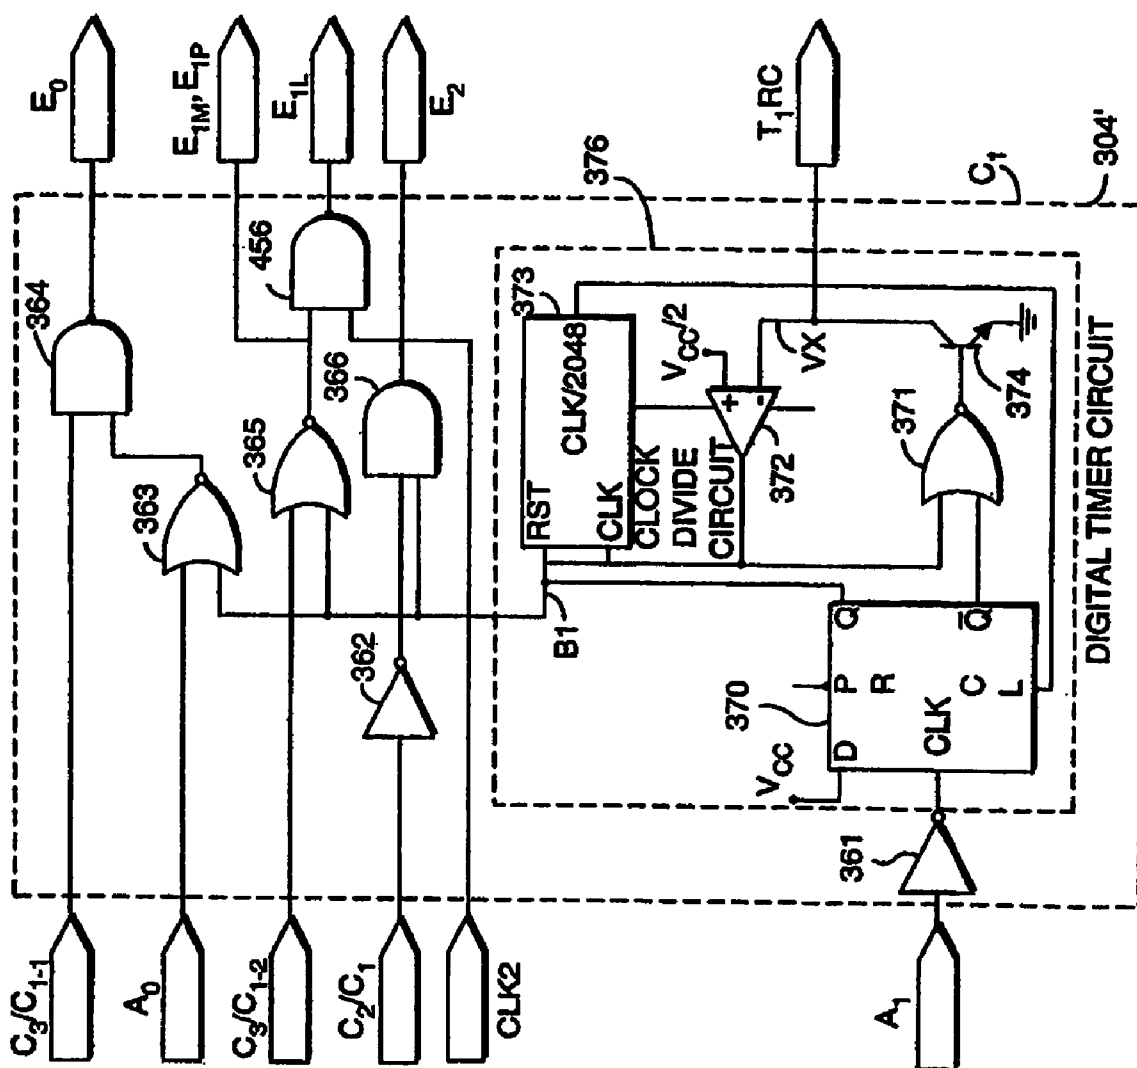 E0
E1M, E1P
E1L
E2
T1RC
376
C1
304'
364
456
373
366
365
363
362
VCC/2
CLK/2048
RST
CLK
CLOCK
DIVIDE
CIRCUIT
+
-
372
VX
371
374
B1
Q
Q̅
P
R
D
C
L
CLK
370
VCC
361
DIGITAL TIMER CIRCUIT
C3/C1-1
A0
C3/C1-2
C2/C1
CLK2
A1